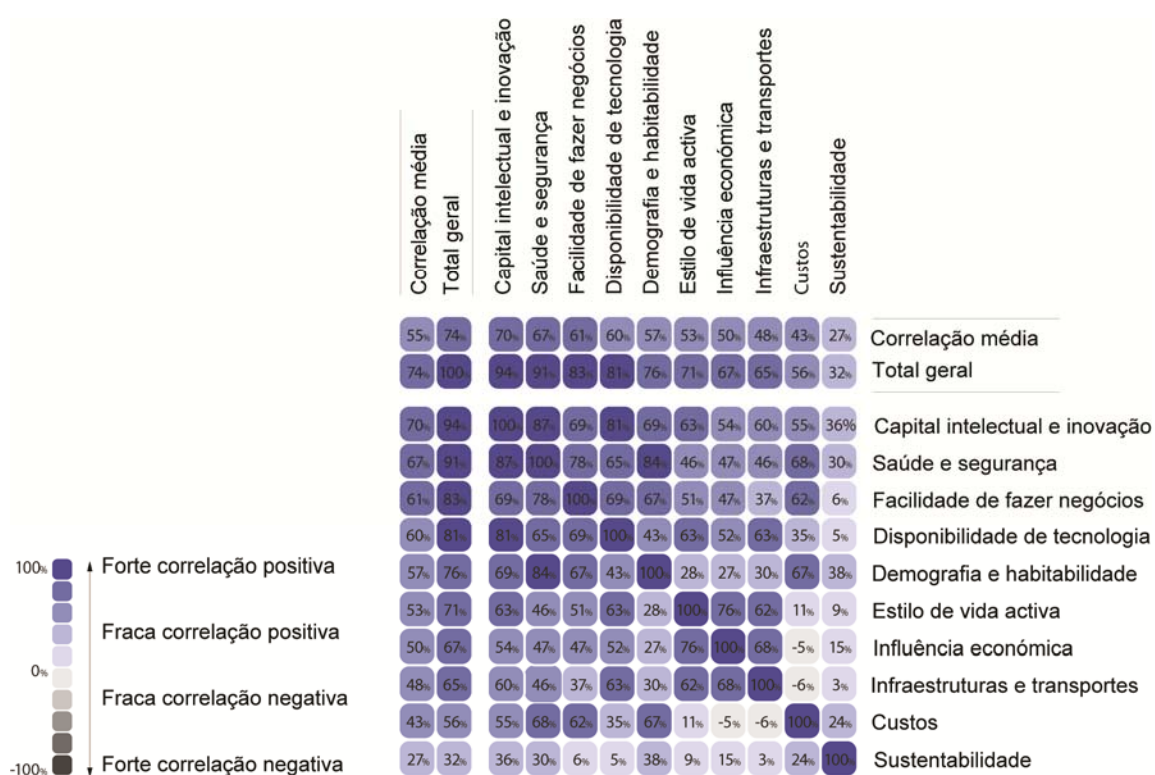 Correlação média
Total geral
Capital intelectual e inovação
Saúde e segurança
Facilidade de fazer negócios
Disponibilidade de tecnologia
Demografia e habitabilidade
Estilo de vida activa
Influência económica
Infraestruturas e transportes
Custos
Sustentabilidade
55% 74% 70% 67% 61% 60% 57% 53% 50% 48% 43% 27% Correlação média
74% 100% 94% 91% 83% 81% 76% 71% 67% 65% 56% 32% Total geral
70% 94% 100% 87% 69% 81% 69% 63% 54% 60% 55% 36% Capital intelectual e inovação
67% 91% 87% 100% 78% 65% 84% 46% 47% 46% 68% 30% Saúde e segurança
61% 83% 69% 78% 100% 69% 67% 51% 47% 37% 62% 6% Facilidade de fazer negócios
60% 81% 81% 65% 69% 100% 43% 63% 52% 63% 35% 5% Disponibilidade de tecnologia
57% 76% 69% 84% 67% 43% 100% 28% 27% 30% 67% 38% Demografia e habitabilidade
53% 71% 63% 46% 51% 63% 28% 100% 76% 62% 11% 9% Estilo de vida activa
50% 67% 54% 47% 47% 52% 27% 76% 100% 68% -5% 15% Influência económica
48% 65% 60% 46% 37% 63% 30% 62% 68% 100% -6% 3% Infraestruturas e transportes
43% 56% 55% 68% 62% 35% 67% 11% -5% -6% 100% 24% Custos
27% 32% 36% 30% 6% 5% 38% 9% 15% 3% 24% 100% Sustentabilidade
100% Forte correlação positiva
Fraca correlação positiva
0%
Fraca correlação negativa
-100% Forte correlação negativa